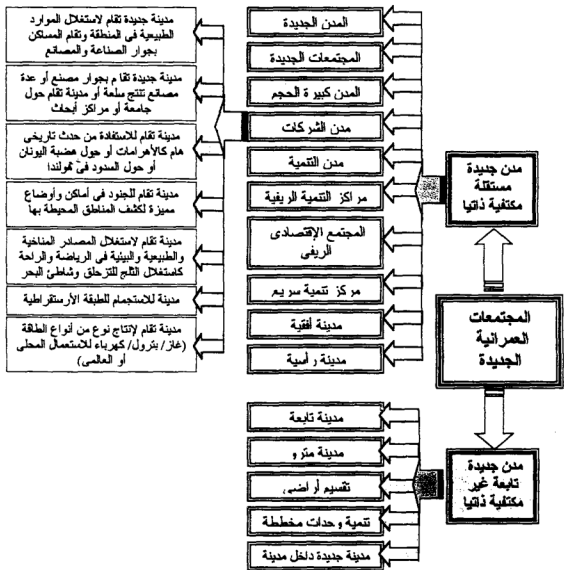 المجتمعات
العمرانية
الجديدة
مدن جديدة
مستقلة
مكتفية ذاتيا
المدن الجديدة
المجتمعات الجديدة
المدن كبيرة الحجم
مدن الشركات
مدن التنمية
مراكز التنمية الريفية
المجتمع الإقتصادى
الريفى
مركز تنمية سريع
مدينة أفقية
مدينة رأسية
مدينة جديدة تقام لاستغلال الموارد
الطبيعية فى المنطقة وتقام المساكن
بجوار الصناعة والمصانع
مدينة جديدة تقام بجوار مصنع أو عدة
مصانع تنتج سلعة أو مدينة تقام حول
جامعة أو مراكز أبحاث
مدينة تقام للاستفادة من حدث تاريخى
هام كالأهرامات أو حول هضبة اليونان
أو حول السدود فى هولندا
مدينة تقام للجنود فى أماكن وأوضاع
مميزة لكشف المناطق المحيطة بها
مدينة تقام لاستغلال المصادر المناخية
والطبيعية والبيئية فى الرياضة والراحة
كاستغلال الثلج للتزحلق وشاطئ البحر
مدينة للاستجمام للطبقة الأرستقراطية
مدينة تقام لإنتاج نوع من أنواع الطاقة
(غاز/ بترول/ كهرباء للاستعمال المحلى
أو العالمى)
مدن جديدة
تابعة غير
مكتفية ذاتيا
مدينة تابعة
مدينة مترو
تقسيم أراضى
تنمية وحدات مخططة
مدينة جديدة داخل مدينة